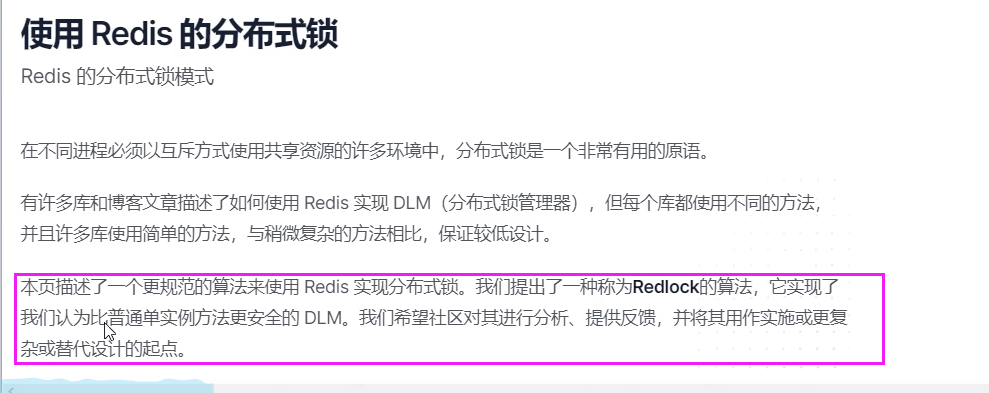 使用 Redis 的分布式锁
Redis 的分布式锁模式
在不同进程必须以互斥方式使用共享资源的许多环境中，分布式锁是一个非常有用的原语。
有许多库和博客文章描述了如何使用 Redis 实现 DLM（分布式锁管理器），但每个库都使用不同的方法，
并且许多库使用简单的方法，与稍微复杂的方法相比，保证较低设计。
本页描述了一个更规范的算法来使用 Redis 实现分布式锁。我们提出了一种称为Redlock的算法，它实现了
我们认为比普通单实例方法更安全的 DLM。我们希望社区对其进行分析、提供反馈，并将其用作实施或更复
杂或替代设计的起点。